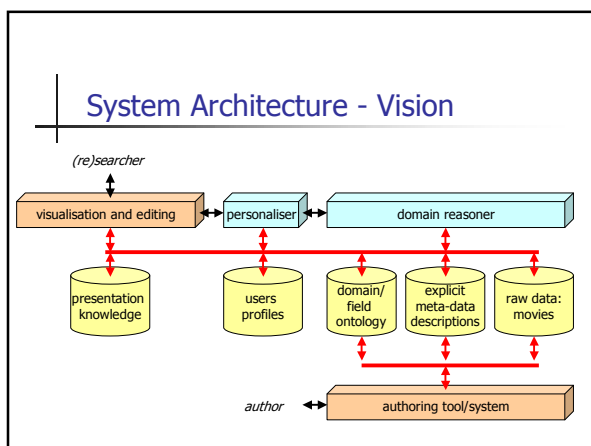 System Architecture - Vision
(re)searcher
visualisation and editing
personaliser
domain reasoner
presentation
knowledge
users
profiles
domain/
field
ontology
explicit
meta-data
descriptions
raw data:
movies
author
authoring tool/system